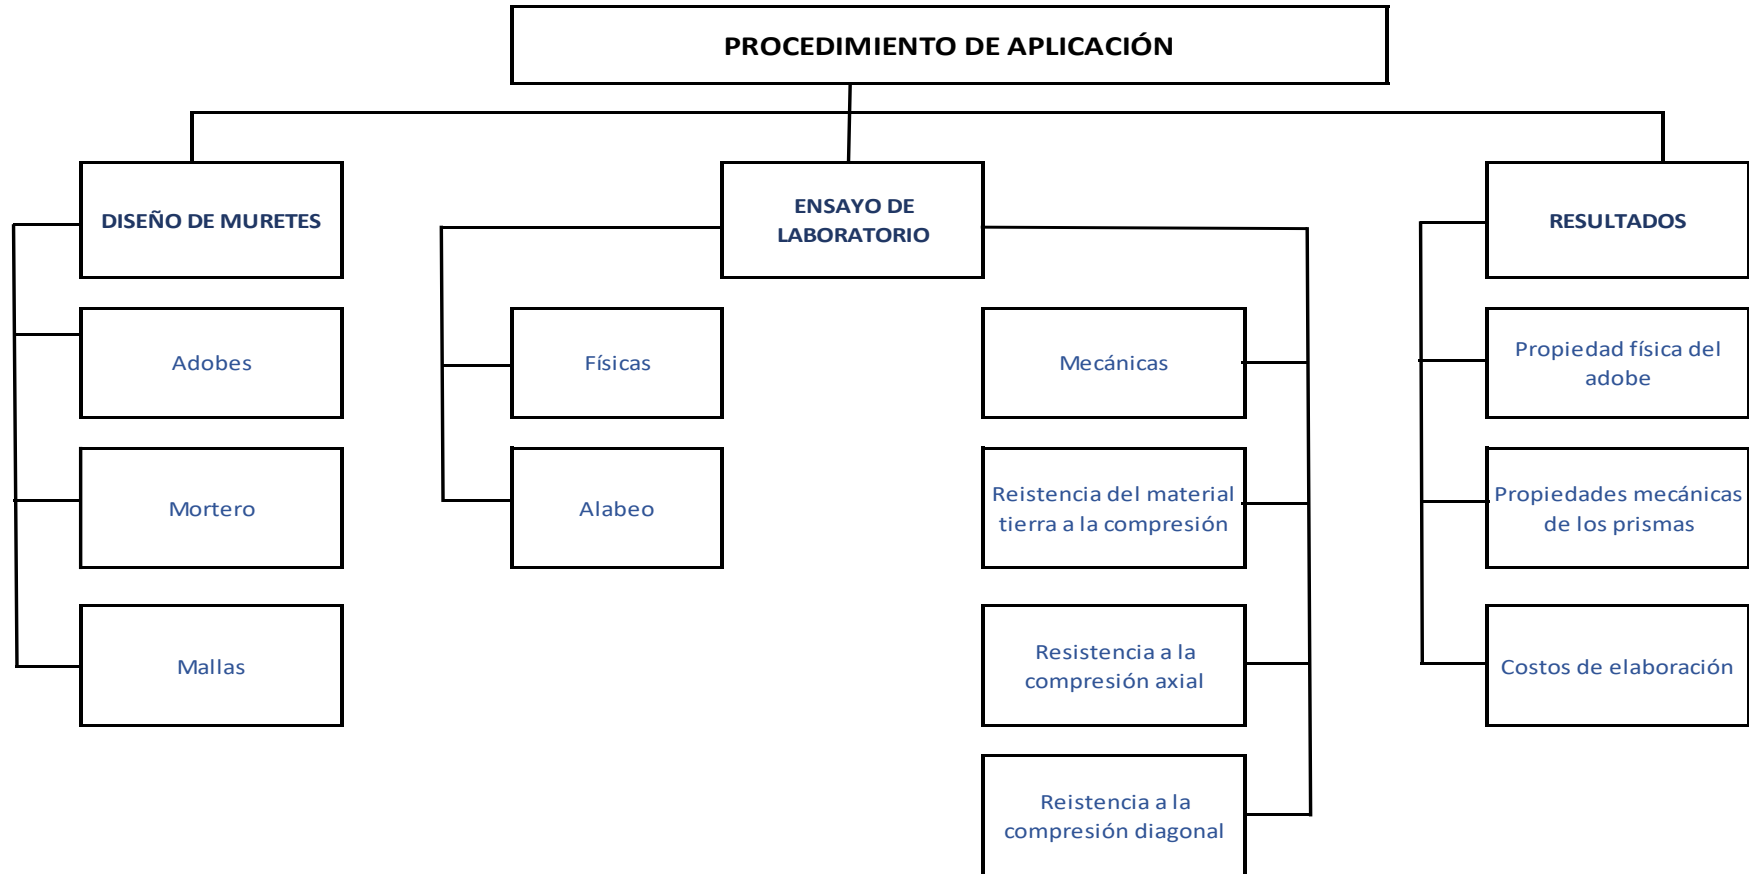 PROCEDIMIENTO DE APLICACIÓN
DISEÑO DE MURETES
ENSAYO DE
LABORATORIO
RESULTADOS
Adobes
Físicas
Mecánicas
Propiedad física del
adobe
Mortero
Alabeo
Reistencia del material
tierra a la compresión
Propiedades mecánicas
de los prismas
Mallas
Resistencia a la
compresión axial
Costos de elaboración
Reistencia a la
compresión diagonal